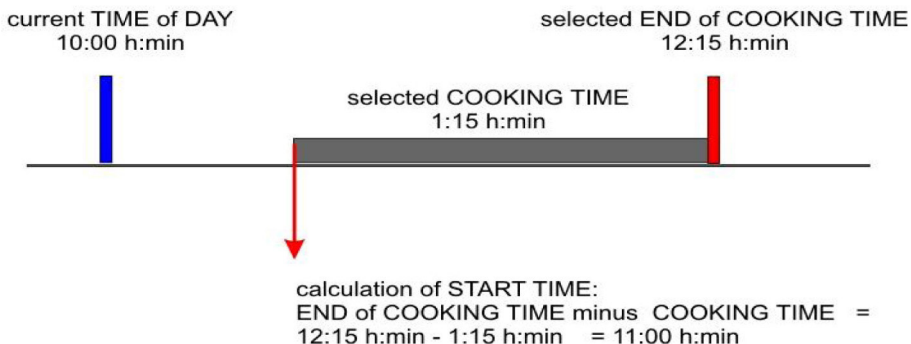 current TIME of DAY
10:00 h:min
selected END of COOKING TIME
12:15 h:min
selected COOKING TIME
1:15 h:min
calculation of START TIME:
END of COOKING TIME minus COOKING TIME =
12:15 h:min - 1:15 h:min = 11:00 h:min